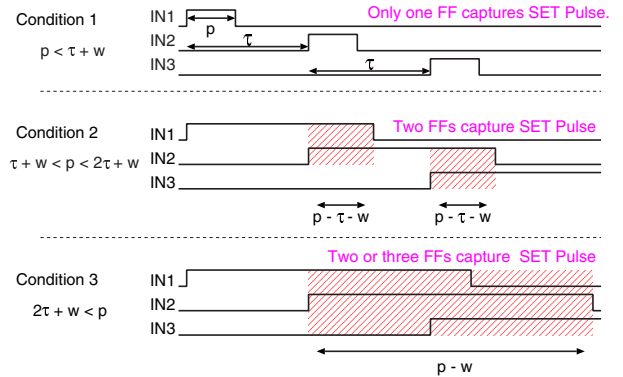 Condition 1
p < τ + w
IN1
IN2
IN3
p
τ
τ
Only one FF captures SET Pulse.
Condition 2
τ + w < p < 2τ + w
IN1
IN2
IN3
Two FFs capture SET Pulse
p - τ - w
p - τ - w
Condition 3
2τ + w < p
IN1
IN2
IN3
Two or three FFs capture SET Pulse
p - w